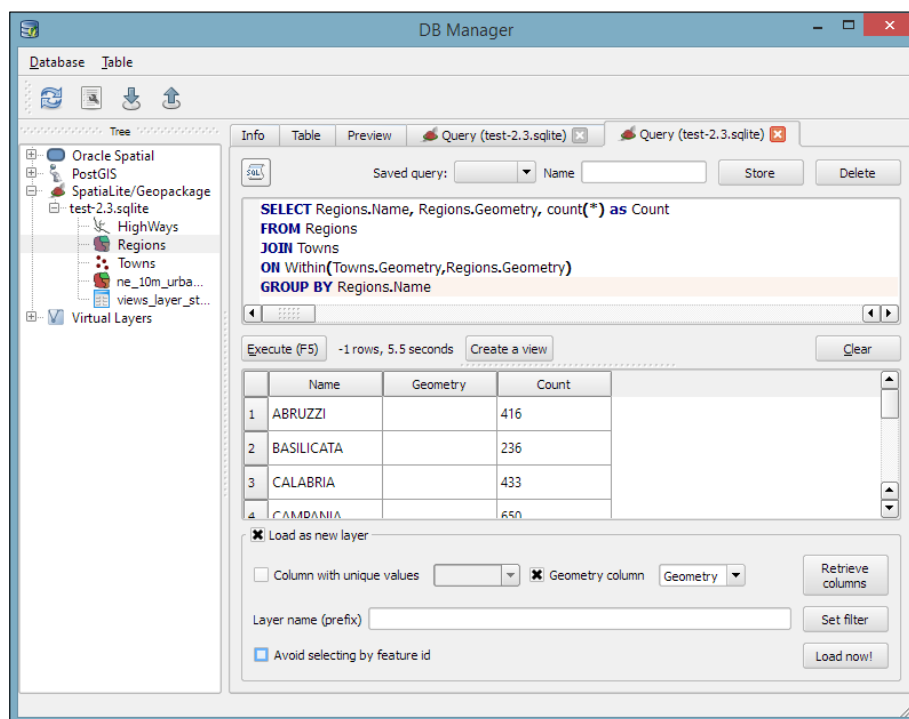 DB Manager
Database Table
Tree
Oracle Spatial
PostGIS
SpatiaLite/Geopackage
test-2.3.sqlite
HighWays
Regions
Towns
ne_10m_urba...
views_layer_st...
Virtual Layers
Info Table Preview Query (test-2.3.sqlite) Query (test-2.3.sqlite)
SQL Saved query: Name Store Delete
SELECT Regions.Name, Regions.Geometry, count(*) as Count
FROM Regions
JOIN Towns
ON Within(Towns.Geometry,Regions.Geometry)
GROUP BY Regions.Name
Execute (F5) -1 rows, 5.5 seconds Create a view Clear
Name Geometry Count
1 ABRUZZI 416
2 BASILICATA 236
3 CALABRIA 433
4 CAMPANIA 650
Load as new layer
Column with unique values Geometry column Geometry Retrieve columns
Layer name (prefix) Set filter
Avoid selecting by feature id Load now!